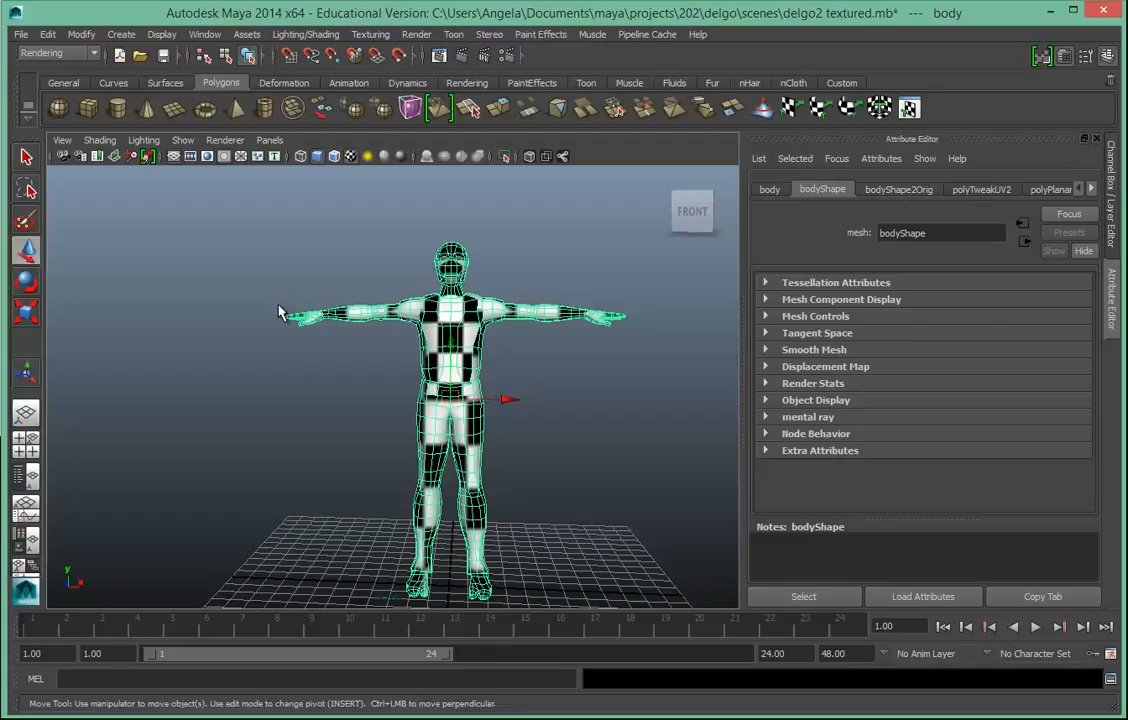 Autodesk Maya 2014 x64 - Educational Version: C:\Users\Angela\Documents\maya\projects\202\delgo\scenes\delgo2 textured.mb* --- body
File Edit Modify Create Display Window Assets Lighting/Shading Texturing Render Toon Stereo Paint Effects Muscle Pipeline Cache Help
Rendering
General Curves Surfaces Polygons Deformation Animation Dynamics Rendering PaintEffects Toon Muscle Fluids Fur nHair nCloth Custom
View Shading Lighting Show Renderer Panels
Attribute Editor
List Selected Focus Attributes Show Help
body bodyShape bodyShape2Orig polyTweakUV2 polyPlanar
FRONT
Focus
mesh: bodyShape
Presets
Show Hide
Tessellation Attributes
Mesh Component Display
Mesh Controls
Tangent Space
Smooth Mesh
Displacement Map
Render Stats
Object Display
mental ray
Node Behavior
Extra Attributes
Notes: bodyShape
Select Load Attributes Copy Tab
Channel Box / Layer Editor
Attribute Editor
y
x
1 2 3 4 5 6 7 8 9 10 11 12 13 14 15 16 17 18 19 20 21 22 23 24
1.00
1.00 1.00 1 24 24.00 48.00 No Anim Layer No Character Set
MEL
Move Tool: Use manipulator to move object(s). Use edit mode to change pivot (INSERT). Ctrl+LMB to move perpendicular.